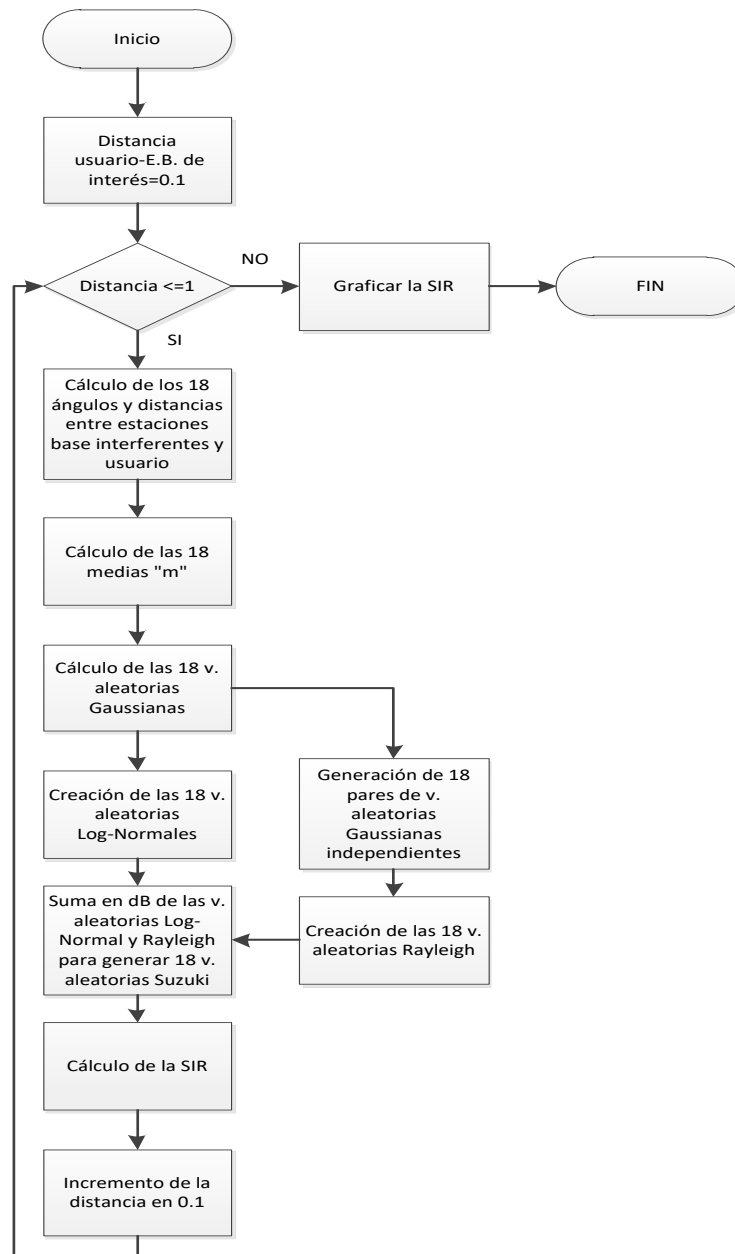 Inicio
Distancia
usuario-E.B. de
interés=0.1
Distancia <=1
NO
Graficar la SIR
FIN
SI
Cálculo de los 18
ángulos y distancias
entre estaciones
base interferentes y
usuario
Cálculo de las 18
medias "m"
Cálculo de las 18 v.
aleatorias
Gaussianas
Creación de las 18 v.
aleatorias
Log-Normales
Generación de 18
pares de v.
aleatorias
Gaussianas
independientes
Suma en dB de las v.
aleatorias Log-
Normal y Rayleigh
para generar 18 v.
aleatorias Suzuki
Creación de las 18 v.
aleatorias Rayleigh
Cálculo de la SIR
Incremento de la
distancia en 0.1